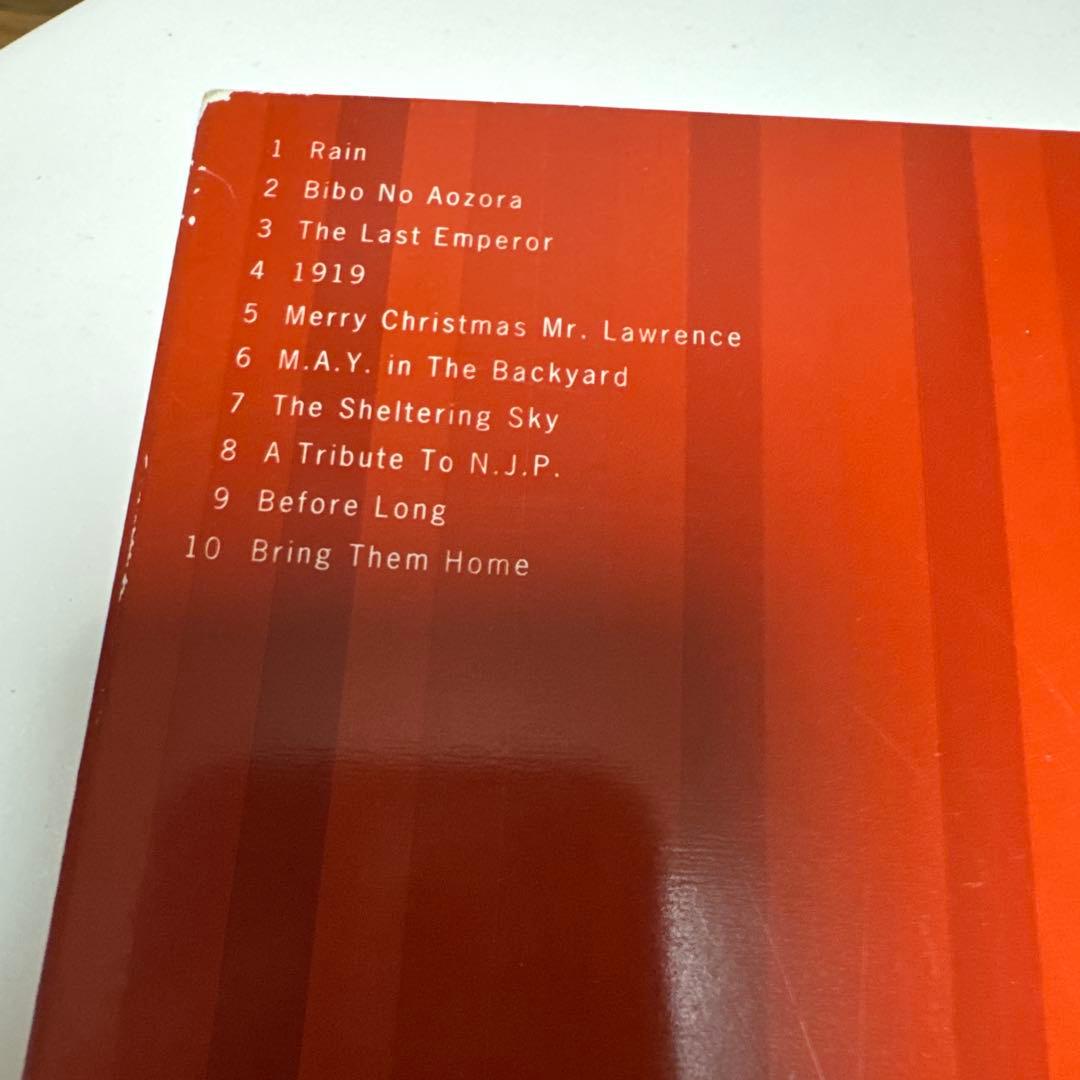 1 Rain
2 Bibo No Aozora
3 The Last Emperor
4 1919
5 Merry Christmas Mr. Lawrence
6 M.A.Y. in The Backyard
7 The Sheltering Sky
8 A Tribute To N.J.P.
9 Before Long
10 Bring Them Home